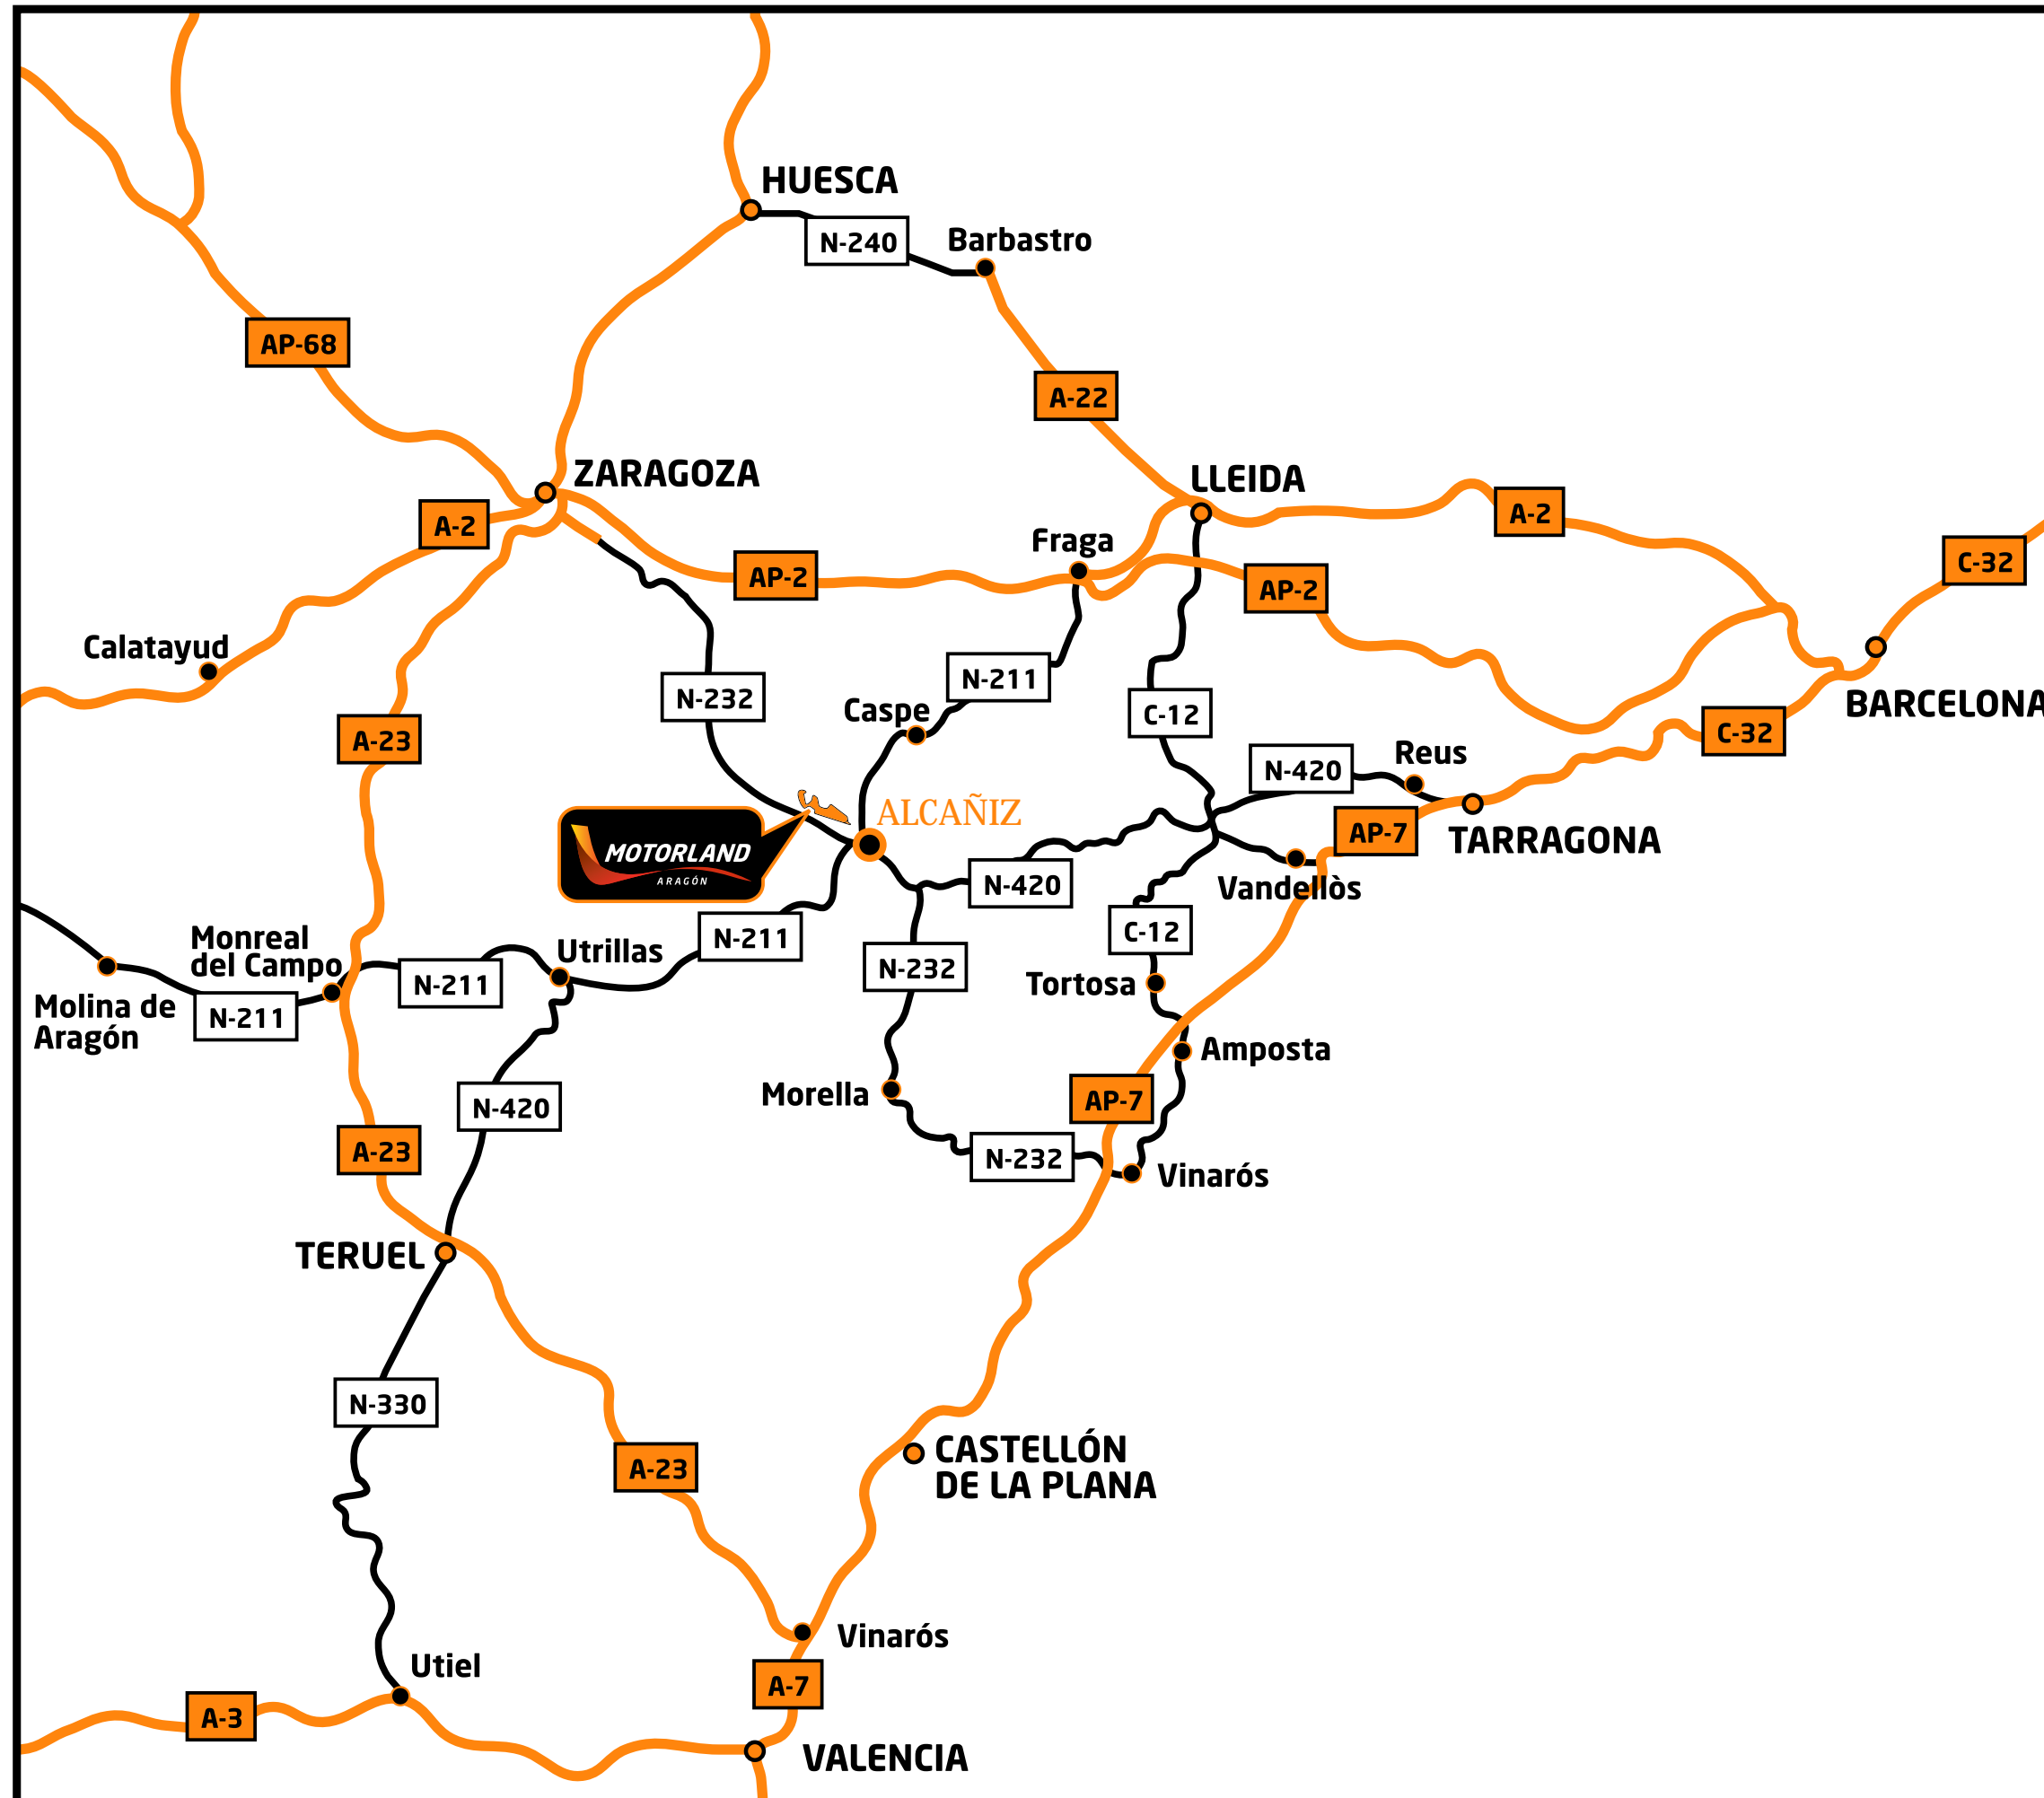 HUESCA
N-240
Barbastro
AP-68
A-22
ZARAGOZA
LLEIDA
A-2
A-2
Fraga
C-32
AP-2
AP-2
Calatayud
N-211
N-232
Caspe
C-12
BARCELONA
A-23
C-32
Reus
N-420
ALCAÑIZ
AP-7
TARRAGONA
MOTORLAND
ARAGÓN
N-420
Vandellòs
Monreal
del Campo
Utrillas
N-211
C-12
N-232
N-211
Tortosa
Molina de
Aragón
N-211
Amposta
Morella
AP-7
N-420
A-23
N-232
Vinarós
TERUEL
N-330
CASTELLÓN
DE LA PLANA
A-23
Vinarós
Utiel
A-7
A-3
VALENCIA